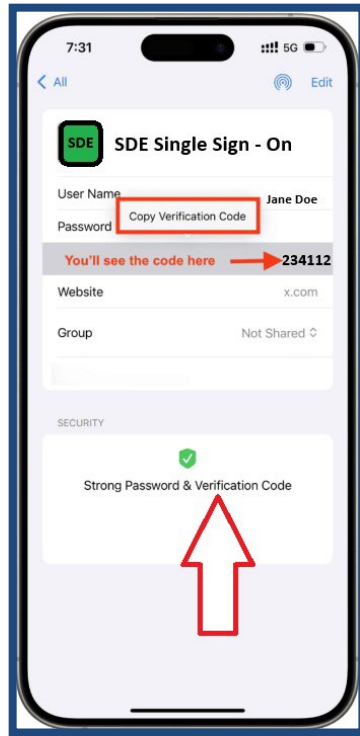 7:31
5G
All
Edit
SDE
SDE Single Sign - On
User Name
Jane Doe
Copy Verification Code
Password
You'll see the code here
234112
Website
x.com
Group
Not Shared
SECURITY
Strong Password & Verification Code